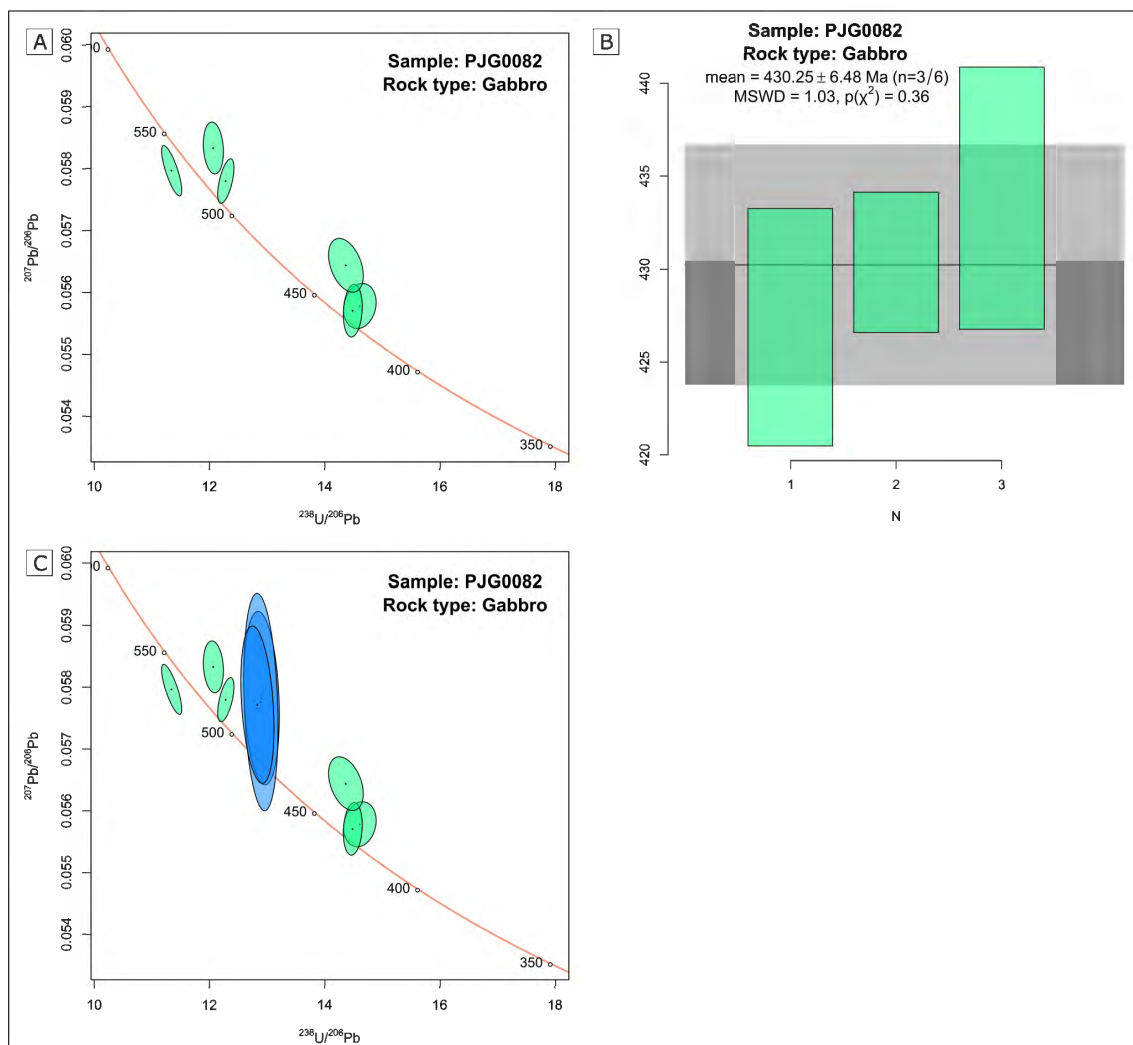 A
Sample: PJG0082
Rock type: Gabbro
0.060
0.059
0.058
0.057
0.056
0.055
0.054
²⁰⁷Pb/²⁰⁶Pb
0
550
500
450
400
350
10 12 14 16 18
²³⁸U/²⁰⁶Pb
B
Sample: PJG0082
Rock type: Gabbro
mean = 430.25 ± 6.48 Ma (n=3/6)
MSWD = 1.03, p(χ²) = 0.36
440
435
430
425
420
1 2 3
N
C
Sample: PJG0082
Rock type: Gabbro
0.060
0.059
0.058
0.057
0.056
0.055
0.054
²⁰⁷Pb/²⁰⁶Pb
0
550
500
450
400
350
10 12 14 16 18
²³⁸U/²⁰⁶Pb